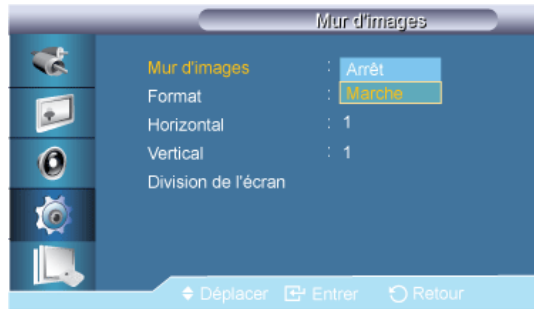 Mur d'images
Mur d'images : Arrêt
Format : Marche
Horizontal : 1
Vertical : 1
Division de l'écran
Déplacer Entrer Retour